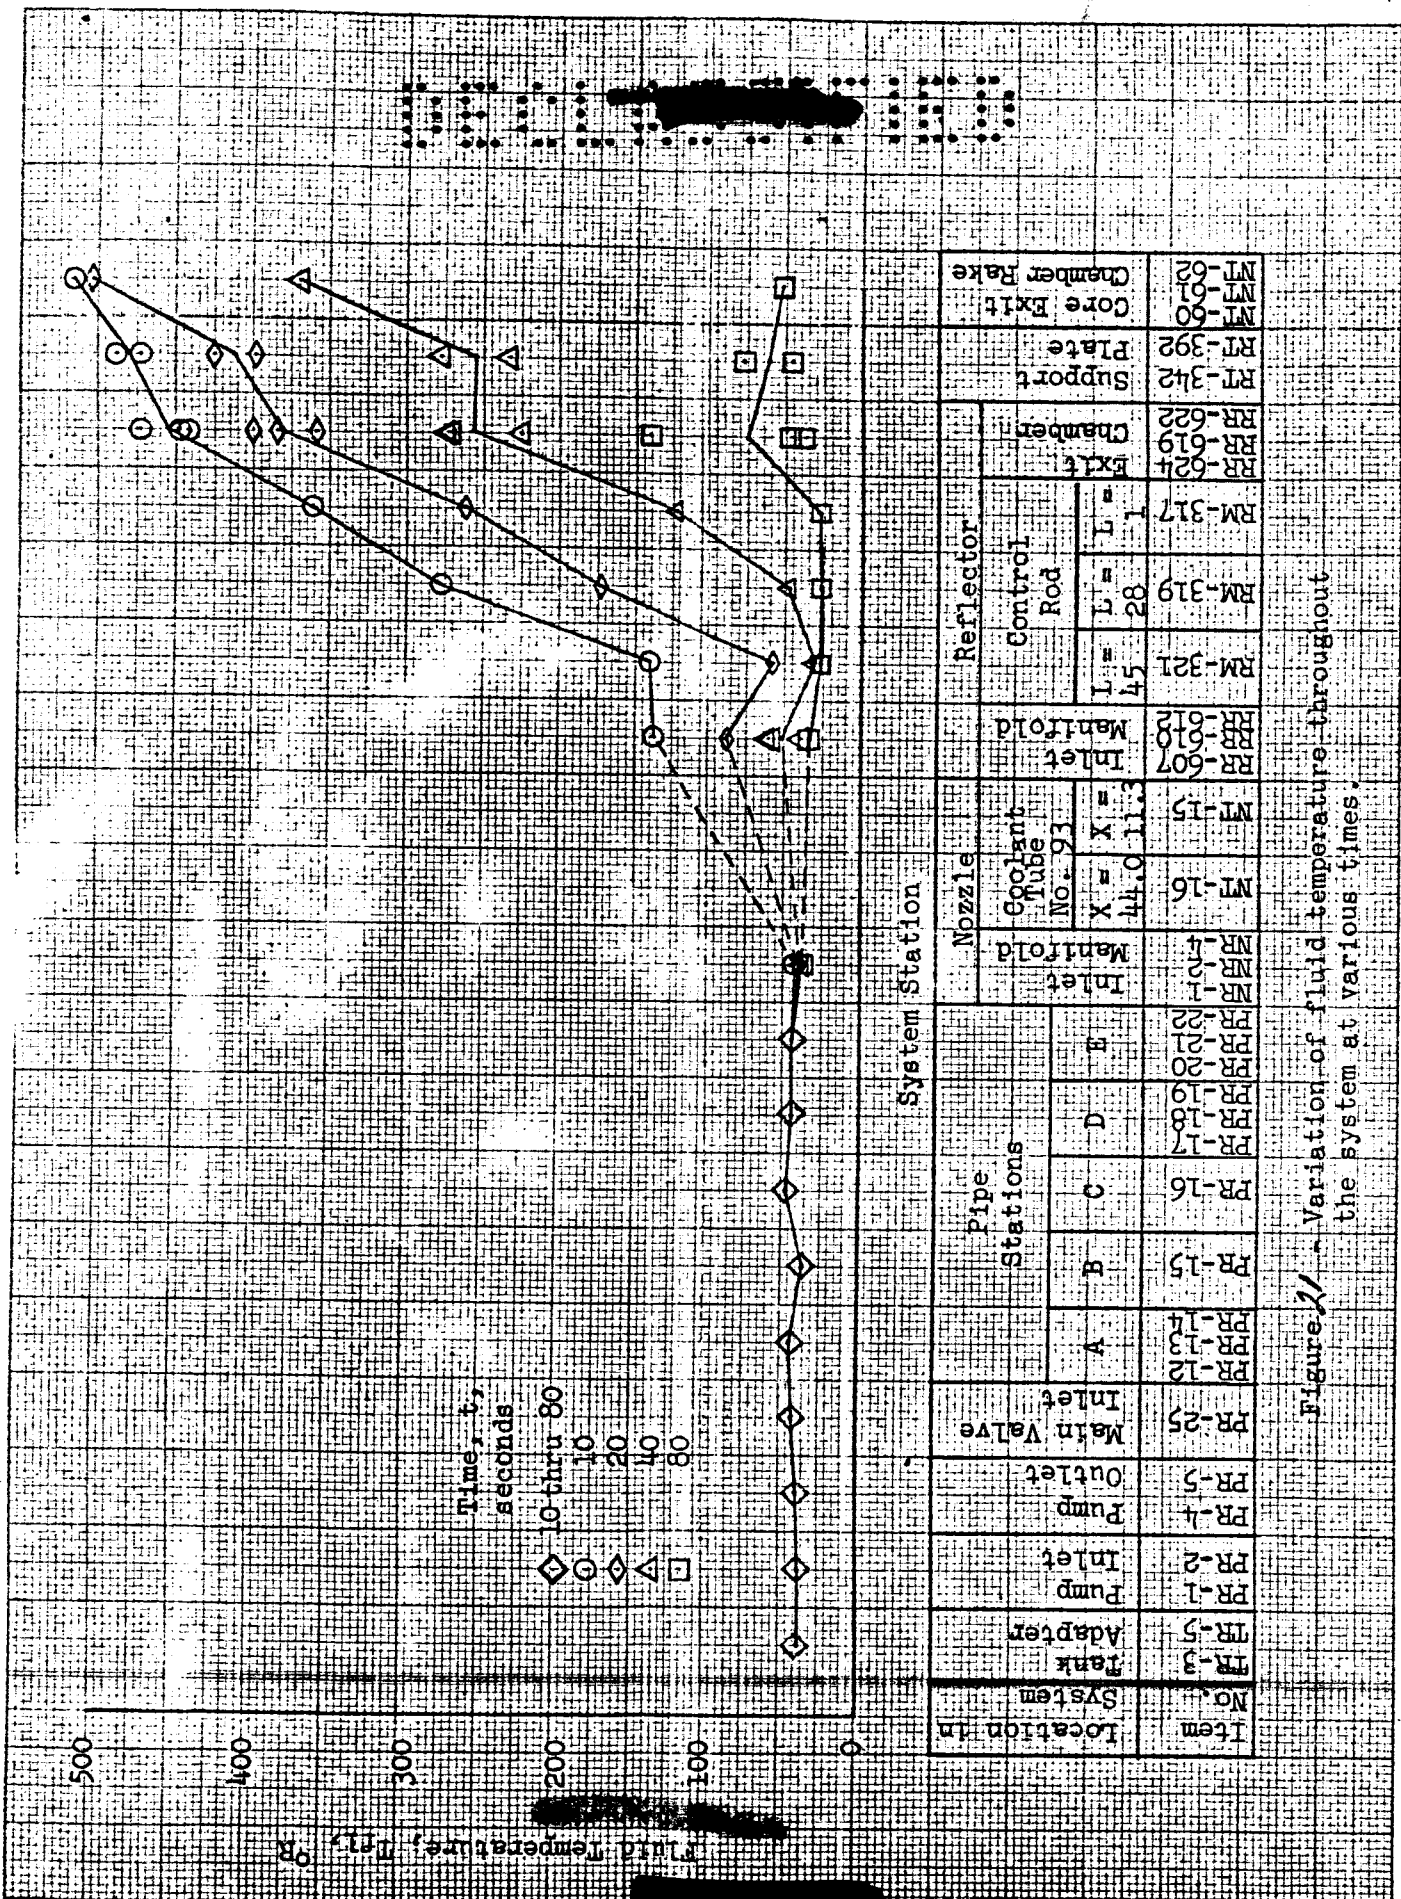 DECLASSIFIED
Time, t,
seconds
10 thru 80
10
20
40
80
500
400
300
200
100
0
Fluid Temperature, Tfl, °R
System Station
Location in System
Tank Adapter
Pump Inlet
Pump Outlet
Main Valve Inlet
Pipe Stations
A
B
C
D
E
Nozzle
Inlet Manifold
Coolant Tube No. 93
X = 44.0
X = 11.3
Reflector
Inlet Manifold
Control Rod
L = 45
L = 28
L = 1
Exit Chamber
Support Plate
Core Exit Chamber Rake
Item No.
TR-3
TR-5
PR-1
PR-2
PR-4
PR-5
PR-25
PR-12
PR-13
PR-14
PR-15
PR-16
PR-17
PR-18
PR-19
PR-20
PR-21
PR-22
NR-1
NR-2
NR-4
NT-16
NT-15
RR-607
RR-610
RR-612
RM-321
RM-319
RM-317
RR-624
RR-619
RR-622
RT-342
RT-392
NT-60
NT-61
NT-62
Figure 21 - Variation of fluid temperature throughout
the system at various times.